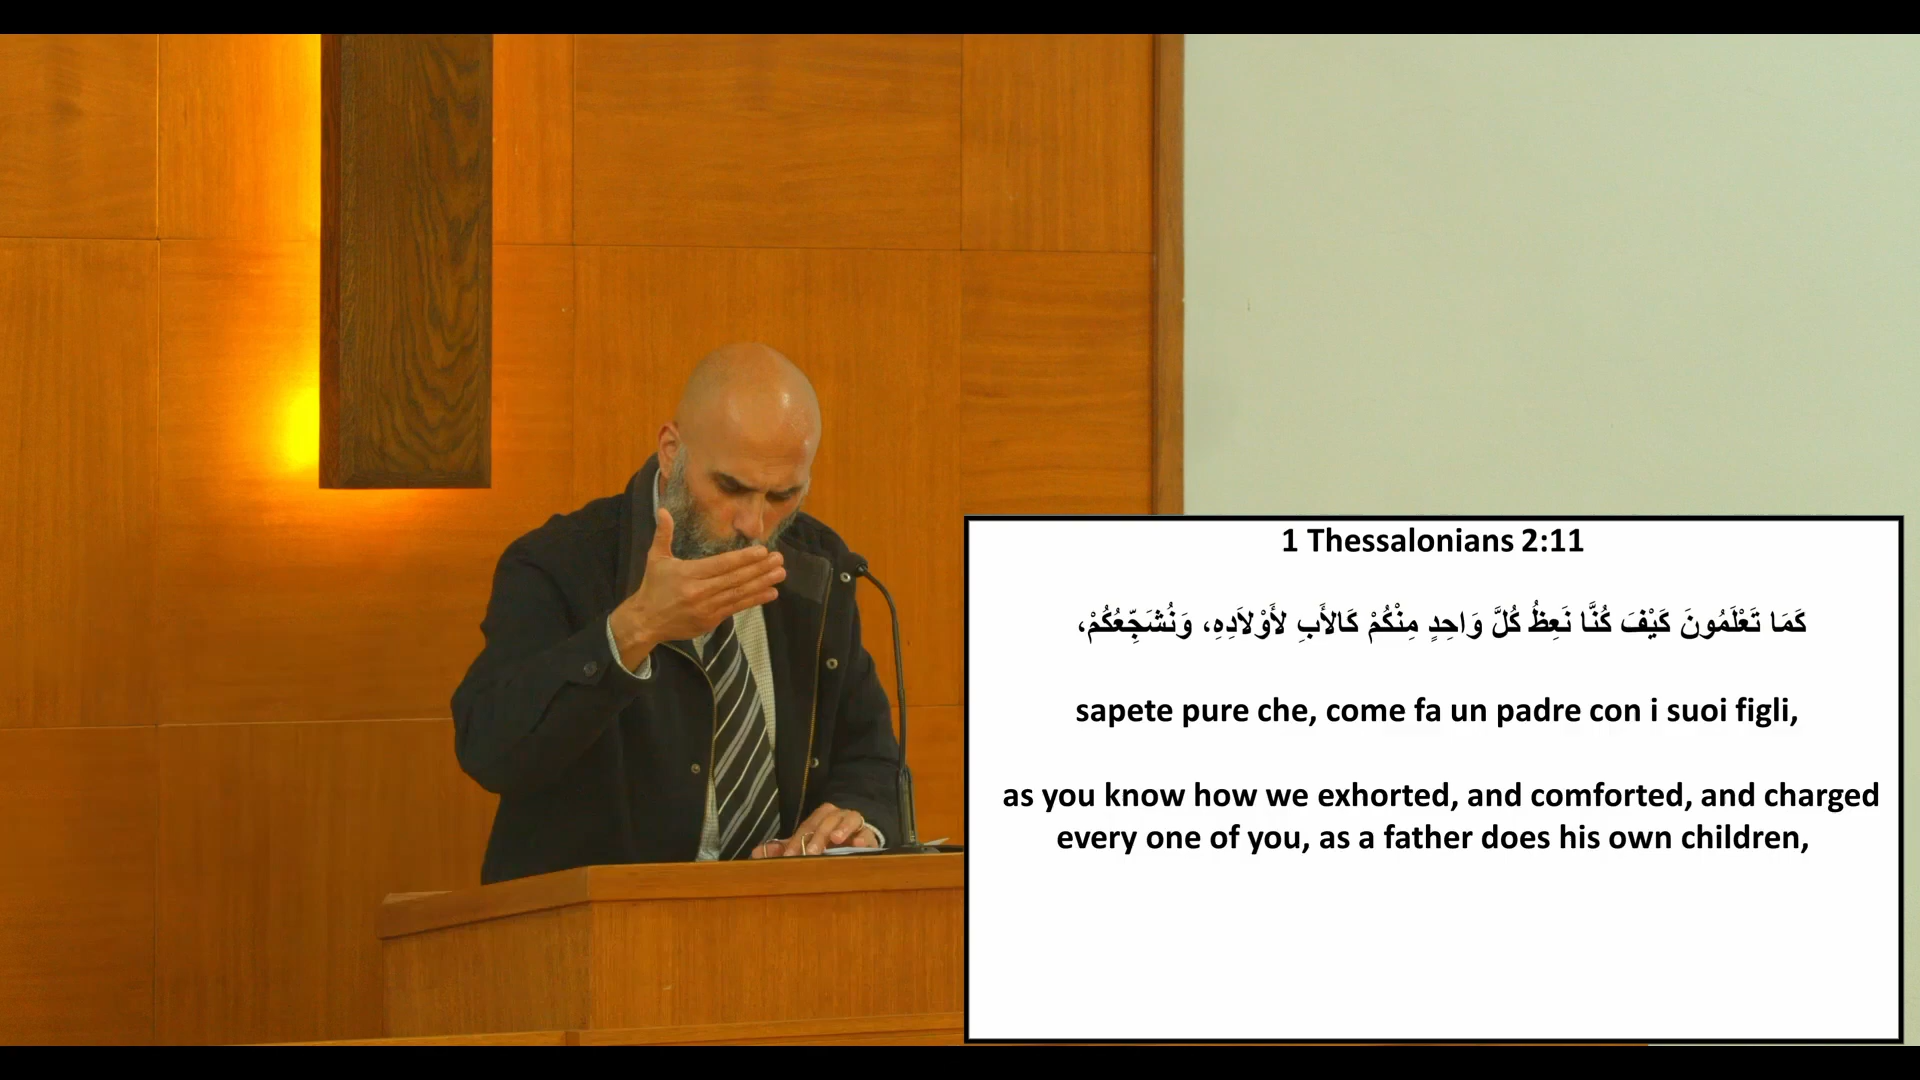 1 Thessalonians 2:11
كَمَا تَعْلَمُونَ كَيْفَ كُنَّا نَعِظُ كُلَّ وَاحِدٍ مِنْكُمْ كَالأَبِ لأَوْلاَدِهِ، وَنُشَجِّعُكُمْ،
sapete pure che, come fa un padre con i suoi figli,
as you know how we exhorted, and comforted, and charged
every one of you, as a father does his own children,